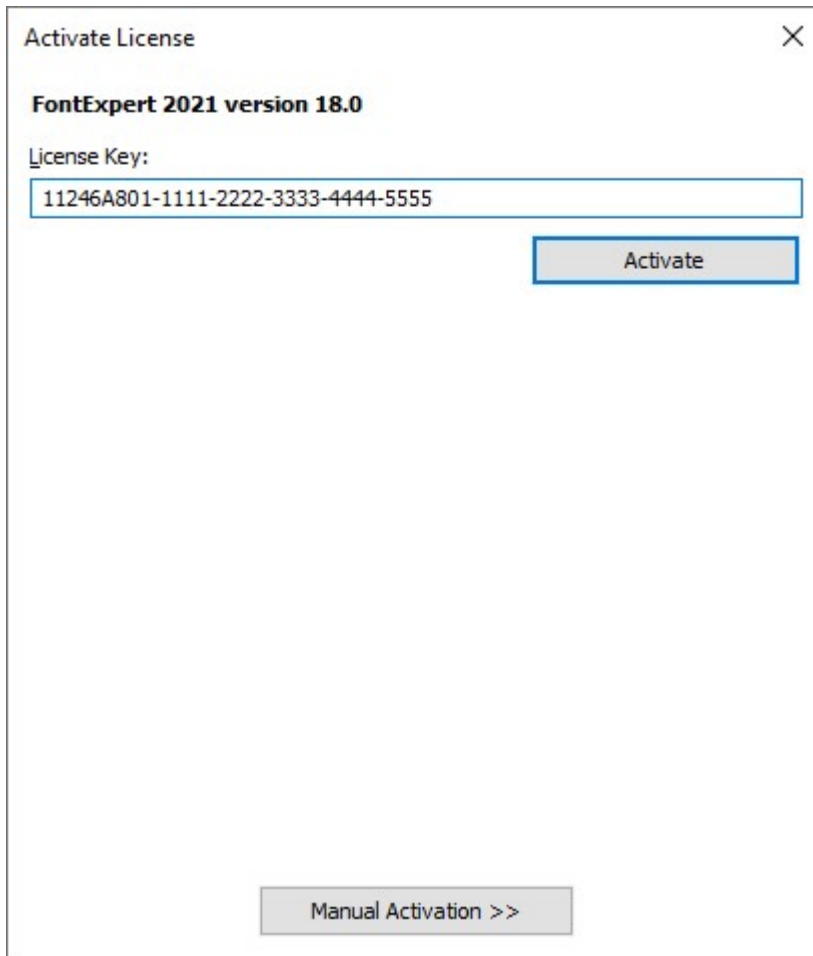 Activate License
FontExpert 2021 version 18.0
License Key:
11246A801-1111-2222-3333-4444-5555
Activate
Manual Activation >>